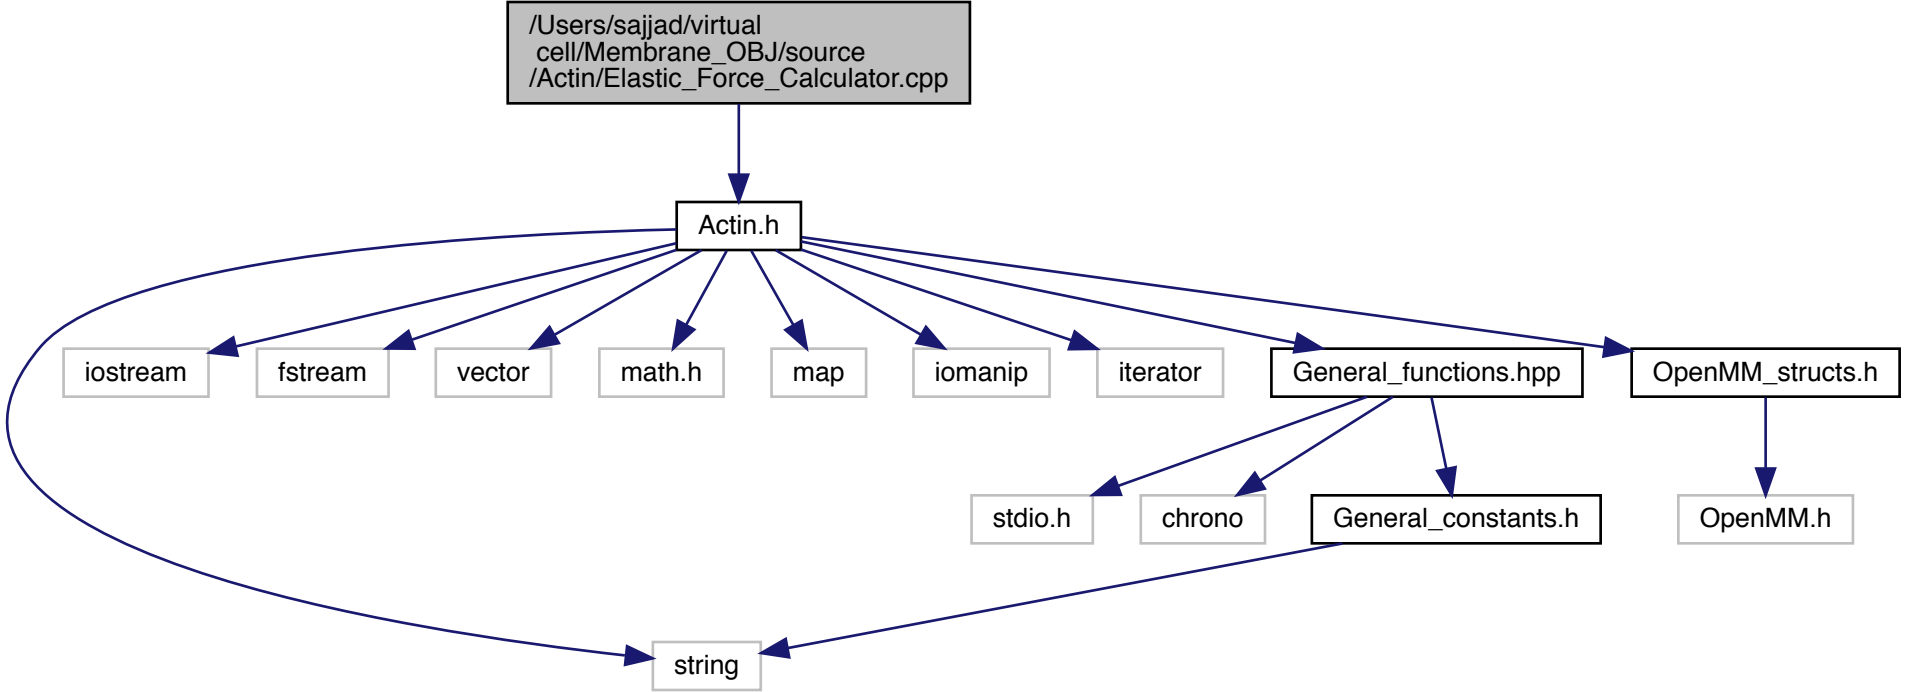 /Users/sajjad/virtual
cell/Membrane_OBJ/source
/Actin/Elastic_Force_Calculator.cpp
Actin.h
iostream
fstream
vector
math.h
map
iomanip
iterator
General_functions.hpp
OpenMM_structs.h
stdio.h
chrono
General_constants.h
OpenMM.h
string